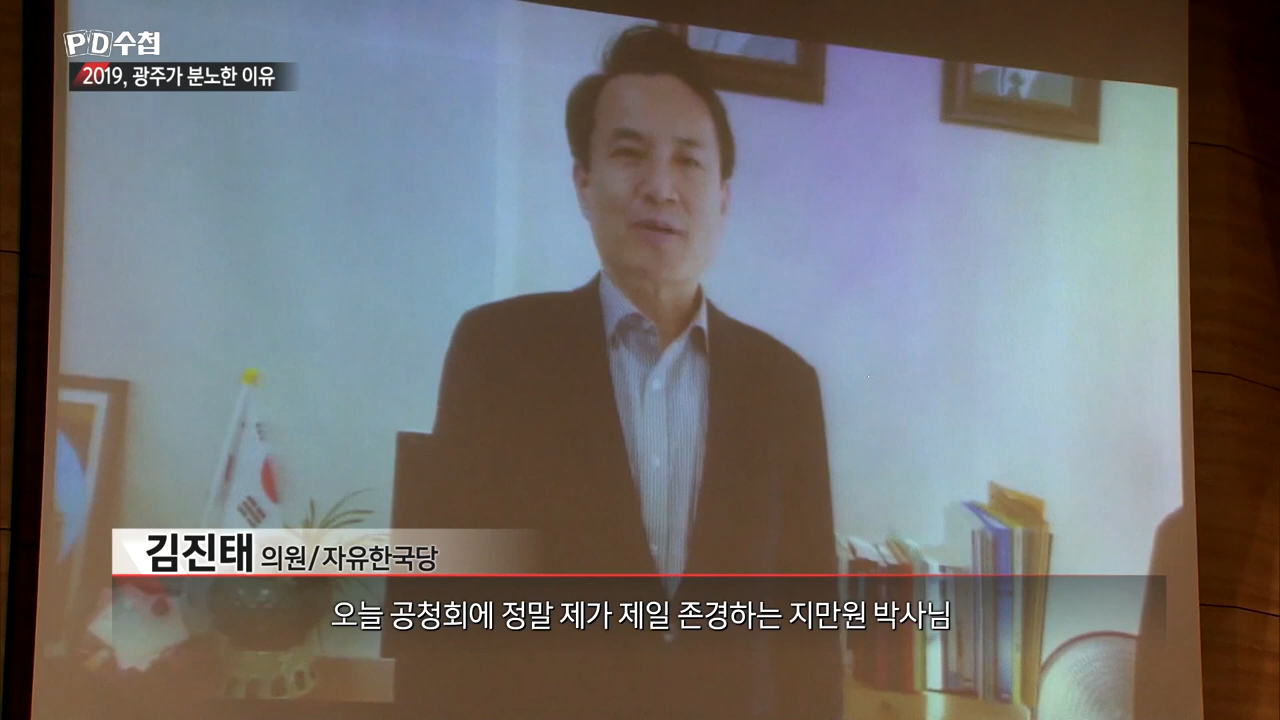 PD수첩
2019, 광주가 분노한 이유
김진태 의원/자유한국당
오늘 공청회에 정말 제가 제일 존경하는 지만원 박사님